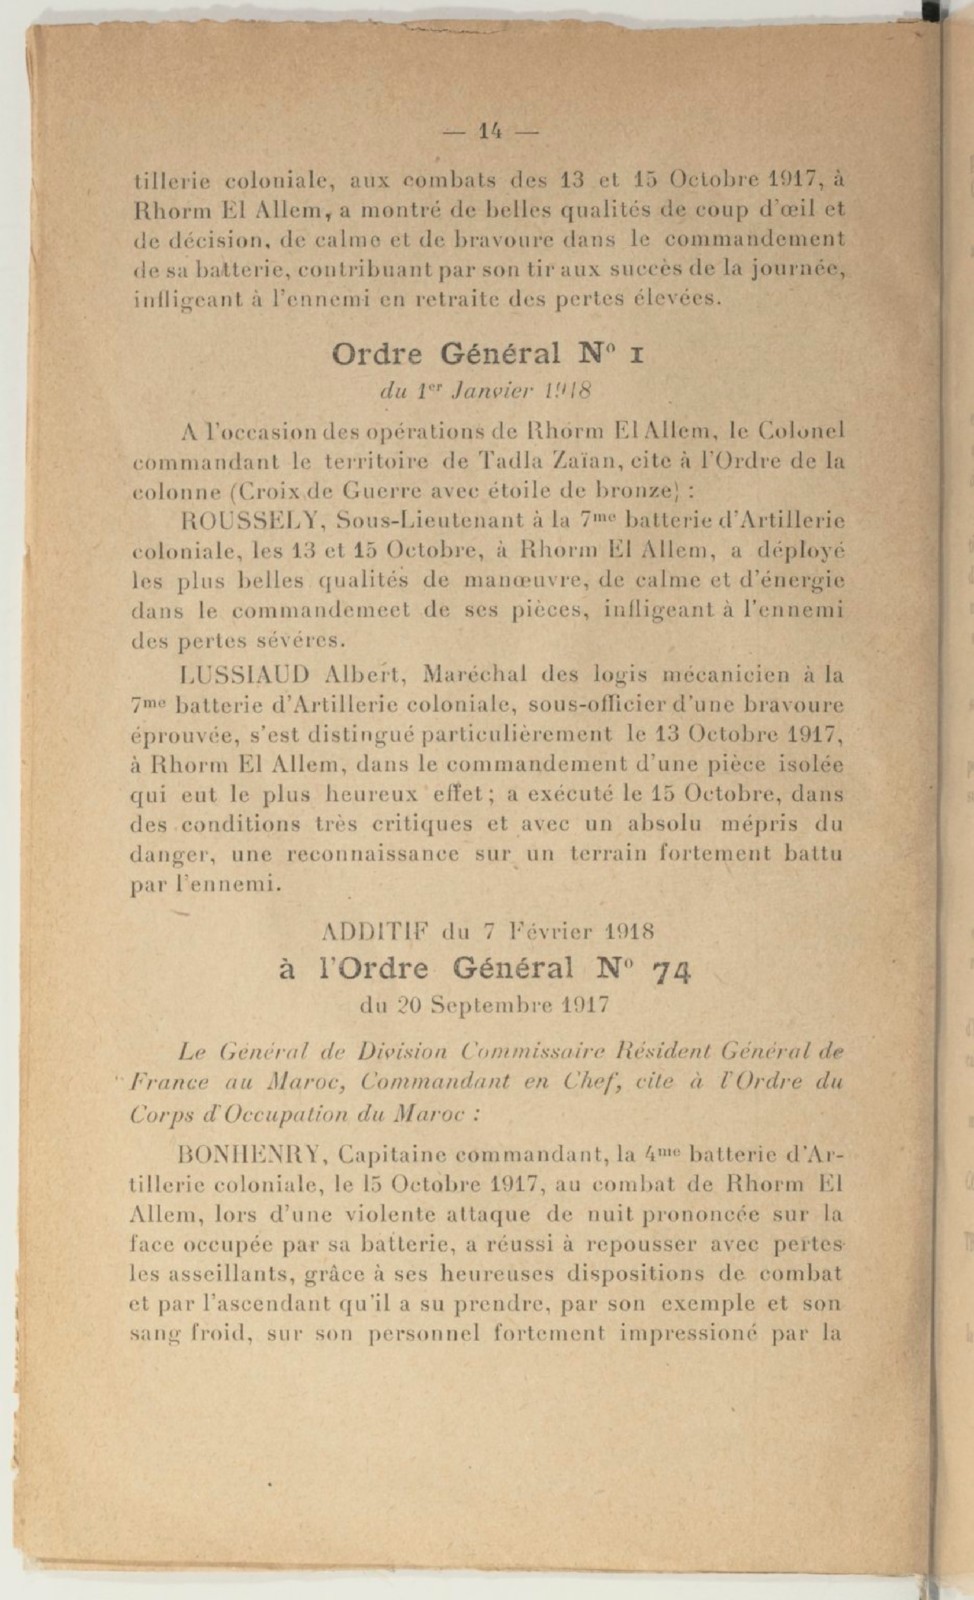 — 14 —
tillerie coloniale, aux combats des 13 et 15 Octobre 1917, à
Rhorm El Allem, a montré de belles qualités de coup d'œil et
de décision, de calme et de bravoure dans le commandement
de sa batterie, contribuant par son tir aux succès de la journée,
infligeant à l'ennemi en retraite des pertes élevées.
Ordre Général N° 1
du 1er Janvier 1918
A l'occasion des opérations de Rhorm El Allem, le Colonel
commandant le territoire de Tadla Zaïan, cite à l'Ordre de la
colonne (Croix de Guerre avec étoile de bronze) :
ROUSSELY, Sous-Lieutenant à la 7me batterie d'Artillerie
coloniale, les 13 et 15 Octobre, à Rhorm El Allem, a déployé
les plus belles qualités de manœuvre, de calme et d'énergie
dans le commandemeet de ses pièces, infligeant à l'ennemi
des pertes sévéres.
LUSSIAUD Albert, Maréchal des logis mécanicien à la
7me batterie d'Artillerie coloniale, sous-officier d'une bravoure
éprouvée, s'est distingué particulièrement le 13 Octobre 1917,
à Rhorm El Allem, dans le commandement d'une pièce isolée
qui eut le plus heureux effet ; a exécuté le 15 Octobre, dans
des conditions très critiques et avec un absolu mépris du
danger, une reconnaissance sur un terrain fortement battu
par l'ennemi.
ADDITIF du 7 Février 1918
à l'Ordre Général N° 74
du 20 Septembre 1917
Le Général de Division Commissaire Résident Général de
France au Maroc, Commandant en Chef, cite à l'Ordre du
Corps d'Occupation du Maroc :
BONHENRY, Capitaine commandant, la 4me batterie d'Ar-
tillerie coloniale, le 15 Octobre 1917, au combat de Rhorm El
Allem, lors d'une violente attaque de nuit prononcée sur la
face occupée par sa batterie, a réussi à repousser avec pertes
les asseillants, grâce à ses heureuses dispositions de combat
et par l'ascendant qu'il a su prendre, par son exemple et son
sang froid, sur son personnel fortement impressioné par la